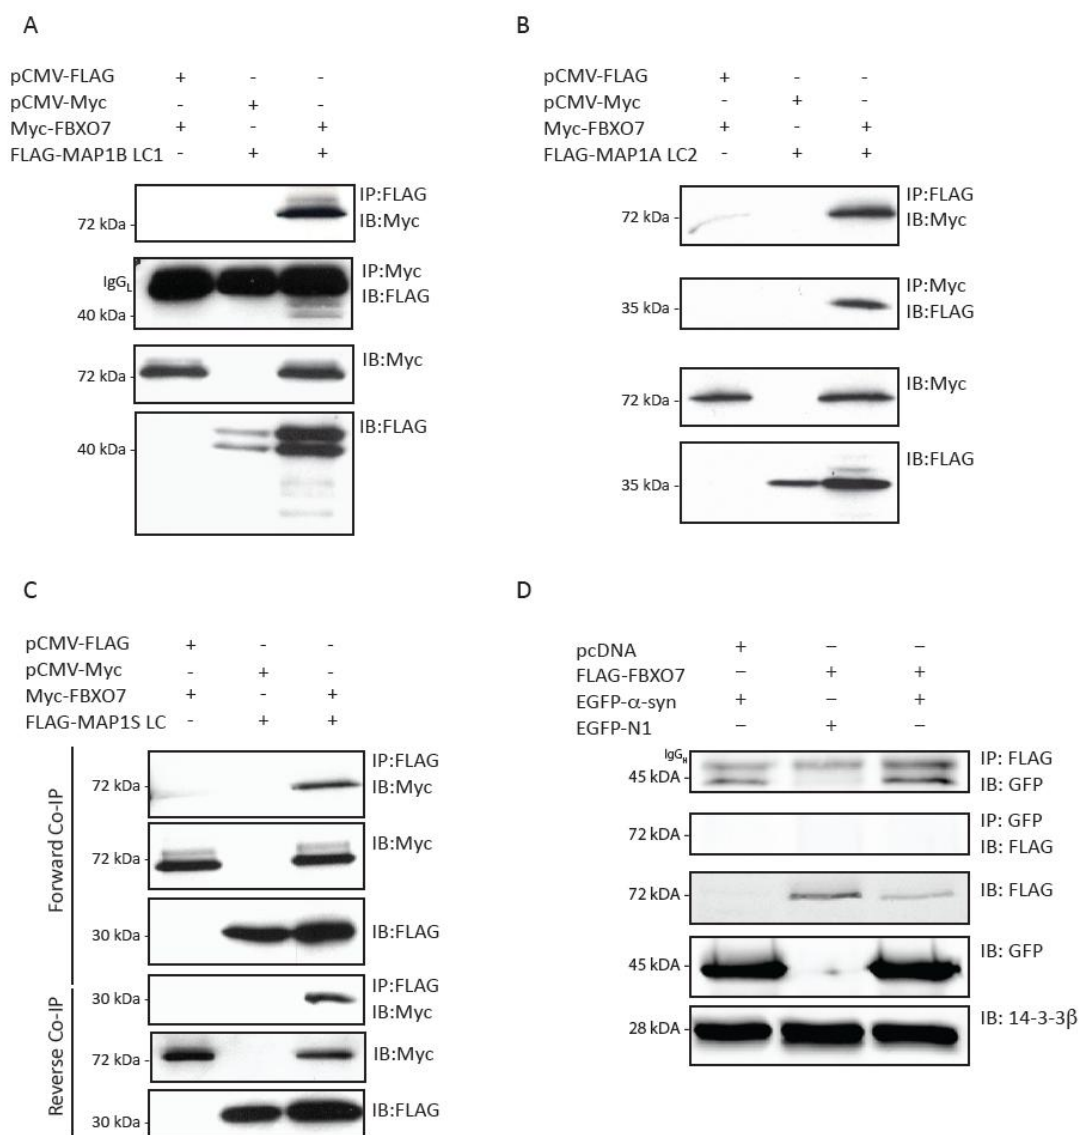 A
pCMV-FLAG + - -
pCMV-Myc - + -
Myc-FBXO7 + - +
FLAG-MAP1B LC1 - + +
IP:FLAG
72 kDa IB:Myc
IP:Myc
IgGL IB:FLAG
40 kDa
IB:Myc
72 kDa
IB:FLAG
40 kDa
B
pCMV-FLAG + - -
pCMV-Myc - + -
Myc-FBXO7 + - +
FLAG-MAP1A LC2 - + +
IP:FLAG
72 kDa IB:Myc
IP:Myc
35 kDa IB:FLAG
IB:Myc
72 kDa
IB:FLAG
35 kDa
C
pCMV-FLAG + - -
pCMV-Myc - + -
Myc-FBXO7 + - +
FLAG-MAP1S LC - + +
Forward Co-IP
IP:FLAG
72 kDa IB:Myc
IB:Myc
72 kDa
30 kDa IB:FLAG
Reverse Co-IP
IP:FLAG
30 kDa IB:Myc
72 kDa IB:Myc
IB:FLAG
30 kDa
D
pcDNA + – –
FLAG-FBXO7 – + +
EGFP-α-syn + – +
EGFP-N1 – + –
IgGH IP: FLAG
45 kDA IB: GFP
IP: GFP
72 kDA IB: FLAG
72 kDA IB: FLAG
IB: GFP
45 kDA
28 kDA IB: 14-3-3β